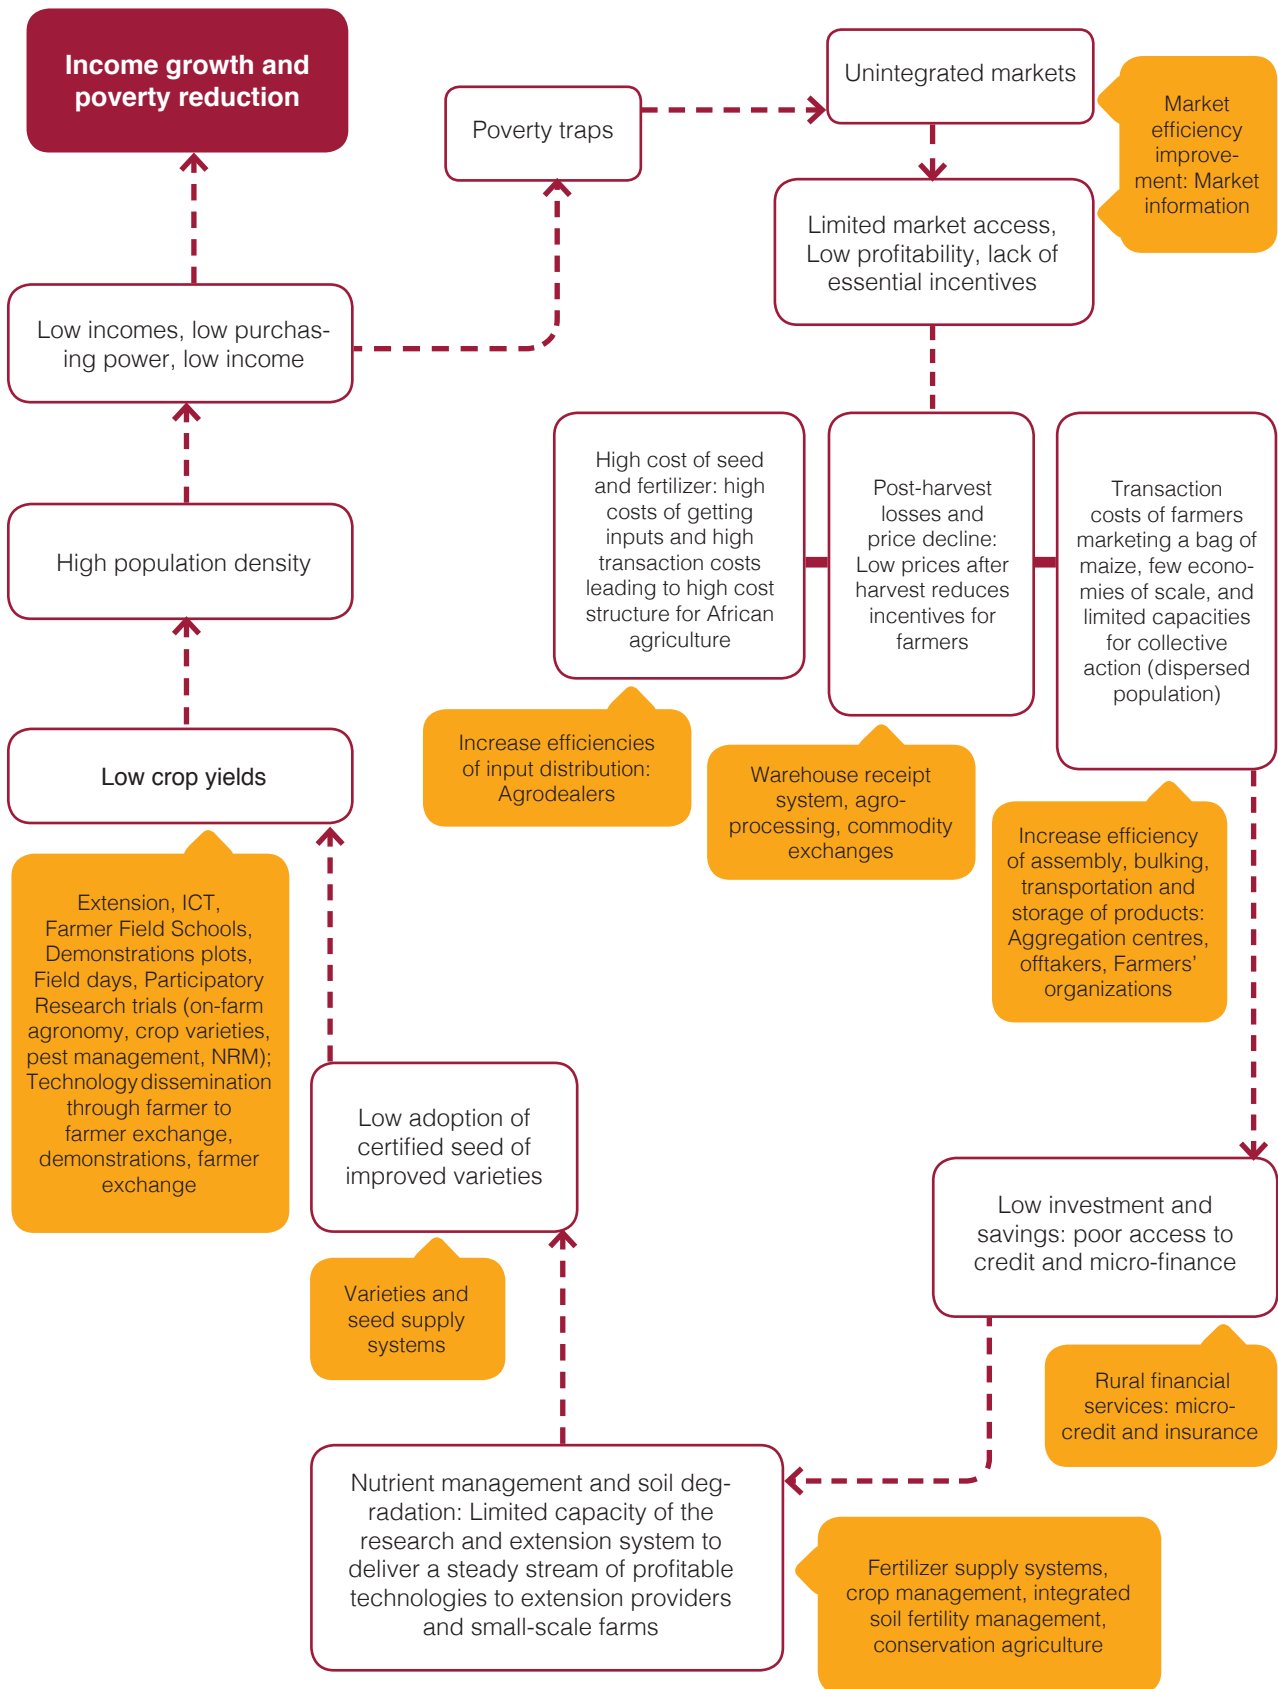 Income growth and
poverty reduction
Poverty traps
Unintegrated markets
Market
efficiency
improve-
ment: Market
information
Limited market access,
Low profitability, lack of
essential incentives
Low incomes, low purchas-
ing power, low income
High cost of seed
and fertilizer: high
costs of getting
inputs and high
transaction costs
leading to high cost
structure for African
agriculture
Post-harvest
losses and
price decline:
Low prices after
harvest reduces
incentives for
farmers
Transaction
costs of farmers
marketing a bag of
maize, few econo-
mies of scale, and
limited capacities
for collective
action (dispersed
population)
High population density
Increase efficiencies
of input distribution:
Agrodealers
Warehouse receipt
system, agro-
processing, commodity
exchanges
Increase efficiency
of assembly, bulking,
transportation and
storage of products:
Aggregation centres,
offtakers, Farmers’
organizations
Low crop yields
Extension, ICT,
Farmer Field Schools,
Demonstrations plots,
Field days, Participatory
Research trials (on-farm
agronomy, crop varieties,
pest management, NRM);
Technology dissemination
through farmer to
farmer exchange,
demonstrations, farmer
exchange
Low adoption of
certified seed of
improved varieties
Low investment and
savings: poor access to
credit and micro-finance
Varieties and
seed supply
systems
Rural financial
services: micro-
credit and insurance
Nutrient management and soil deg-
radation: Limited capacity of the
research and extension system to
deliver a steady stream of profitable
technologies to extension providers
and small-scale farms
Fertilizer supply systems,
crop management, integrated
soil fertility management,
conservation agriculture